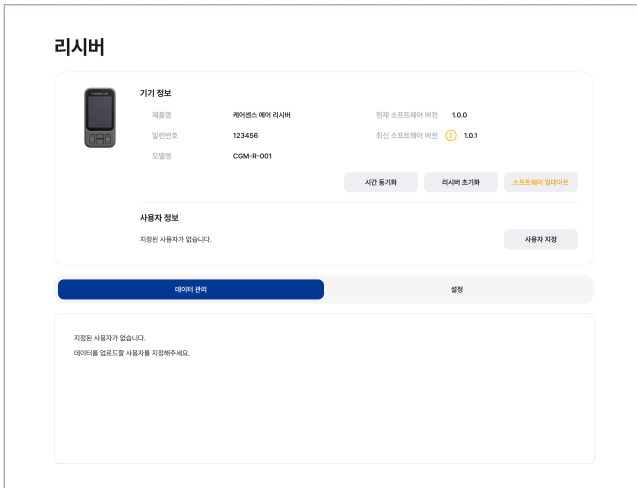 리시버
기기 정보
제품명 케어센스 에어 리시버 현재 소프트웨어 버전 1.0.0
일련번호 123456 최신 소프트웨어 버전 1.0.1
모델명 CGM-R-001
시간 동기화 리시버 초기화 소프트웨어 업데이트
사용자 정보
지정된 사용자가 없습니다. 사용자 지정
데이터 관리 설정
지정된 사용자가 없습니다.
데이터를 업로드할 사용자를 지정해주세요.